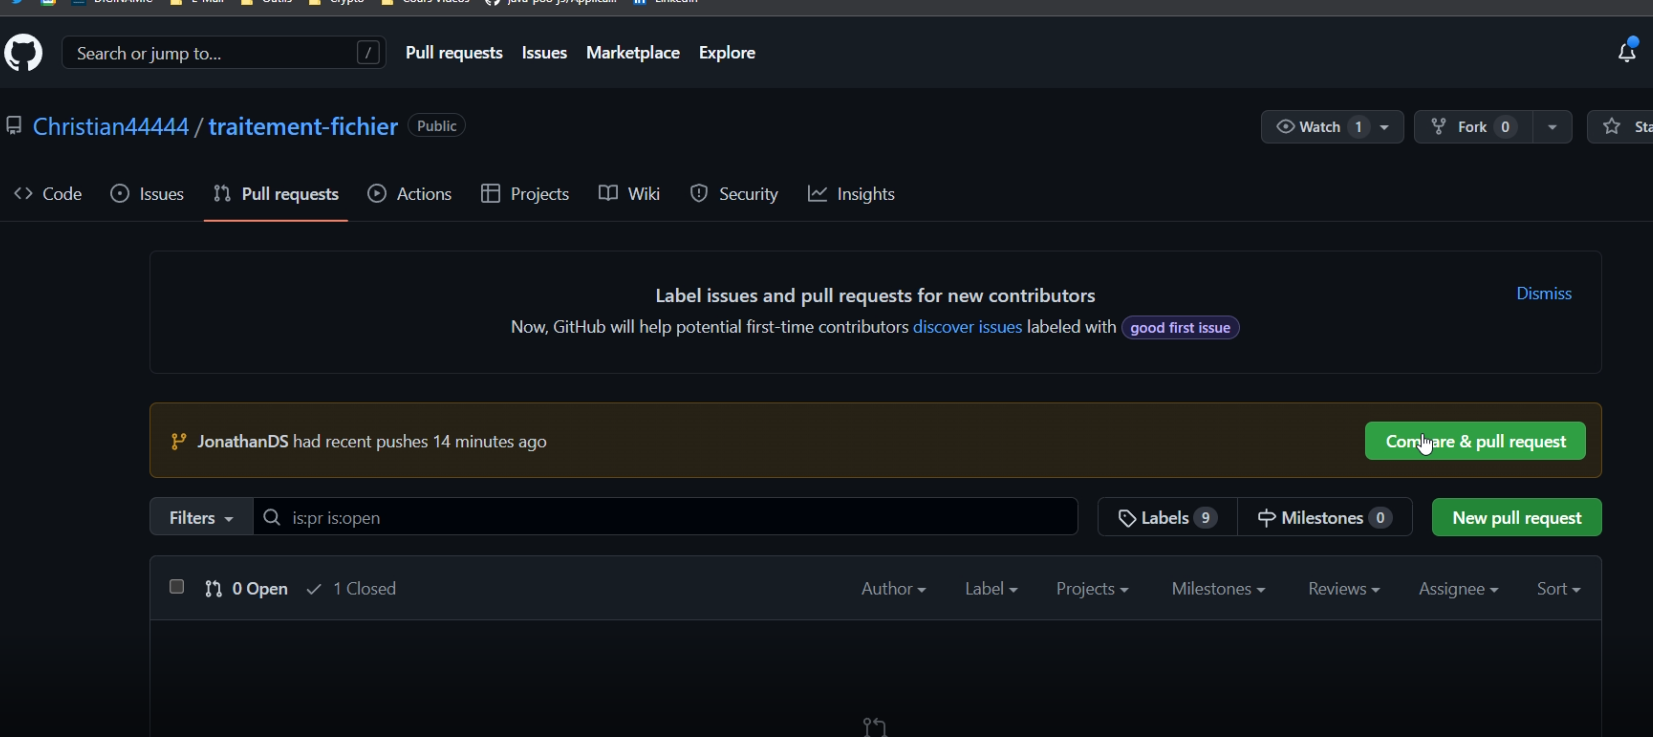 Search or jump to... /
Pull requests Issues Marketplace Explore
Christian44444 / traitement-fichier Public
Watch 1 Fork 0
Code Issues Pull requests Actions Projects Wiki Security Insights
Label issues and pull requests for new contributors
Dismiss
Now, GitHub will help potential first-time contributors discover issues labeled with good first issue
JonathanDS had recent pushes 14 minutes ago
Compare & pull request
Filters is:pr is:open Labels 9 Milestones 0 New pull request
0 Open 1 Closed Author Label Projects Milestones Reviews Assignee Sort